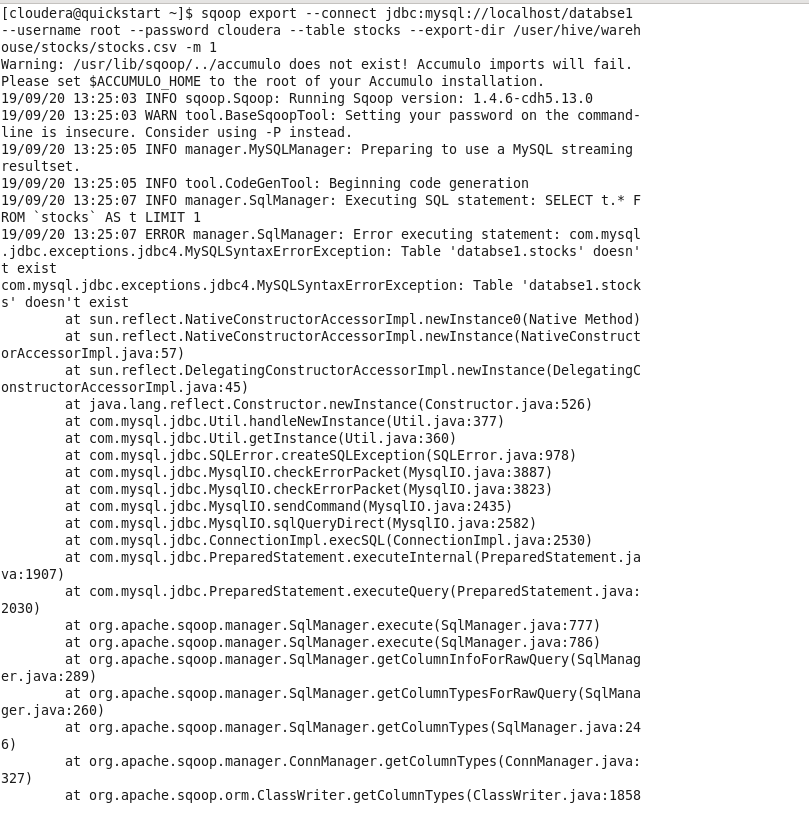 [cloudera@quickstart ~]$ sqoop export --connect jdbc:mysql://localhost/databse1
--username root --password cloudera --table stocks --export-dir /user/hive/wareh
ouse/stocks/stocks.csv -m 1
Warning: /usr/lib/sqoop/../accumulo does not exist! Accumulo imports will fail.
Please set $ACCUMULO_HOME to the root of your Accumulo installation.
19/09/20 13:25:03 INFO sqoop.Sqoop: Running Sqoop version: 1.4.6-cdh5.13.0
19/09/20 13:25:03 WARN tool.BaseSqoopTool: Setting your password on the command-
line is insecure. Consider using -P instead.
19/09/20 13:25:05 INFO manager.MySQLManager: Preparing to use a MySQL streaming
resultset.
19/09/20 13:25:05 INFO tool.CodeGenTool: Beginning code generation
19/09/20 13:25:07 INFO manager.SqlManager: Executing SQL statement: SELECT t.* F
ROM `stocks` AS t LIMIT 1
19/09/20 13:25:07 ERROR manager.SqlManager: Error executing statement: com.mysql
.jdbc.exceptions.jdbc4.MySQLSyntaxErrorException: Table 'databse1.stocks' doesn'
t exist
com.mysql.jdbc.exceptions.jdbc4.MySQLSyntaxErrorException: Table 'databse1.stock
s' doesn't exist
        at sun.reflect.NativeConstructorAccessorImpl.newInstance0(Native Method)
        at sun.reflect.NativeConstructorAccessorImpl.newInstance(NativeConstruct
orAccessorImpl.java:57)
        at sun.reflect.DelegatingConstructorAccessorImpl.newInstance(DelegatingC
onstructorAccessorImpl.java:45)
        at java.lang.reflect.Constructor.newInstance(Constructor.java:526)
        at com.mysql.jdbc.Util.handleNewInstance(Util.java:377)
        at com.mysql.jdbc.Util.getInstance(Util.java:360)
        at com.mysql.jdbc.SQLError.createSQLException(SQLError.java:978)
        at com.mysql.jdbc.MysqlIO.checkErrorPacket(MysqlIO.java:3887)
        at com.mysql.jdbc.MysqlIO.checkErrorPacket(MysqlIO.java:3823)
        at com.mysql.jdbc.MysqlIO.sendCommand(MysqlIO.java:2435)
        at com.mysql.jdbc.MysqlIO.sqlQueryDirect(MysqlIO.java:2582)
        at com.mysql.jdbc.ConnectionImpl.execSQL(ConnectionImpl.java:2530)
        at com.mysql.jdbc.PreparedStatement.executeInternal(PreparedStatement.ja
va:1907)
        at com.mysql.jdbc.PreparedStatement.executeQuery(PreparedStatement.java:
2030)
        at org.apache.sqoop.manager.SqlManager.execute(SqlManager.java:777)
        at org.apache.sqoop.manager.SqlManager.execute(SqlManager.java:786)
        at org.apache.sqoop.manager.SqlManager.getColumnInfoForRawQuery(SqlManag
er.java:289)
        at org.apache.sqoop.manager.SqlManager.getColumnTypesForRawQuery(SqlMana
ger.java:260)
        at org.apache.sqoop.manager.SqlManager.getColumnTypes(SqlManager.java:24
6)
        at org.apache.sqoop.manager.ConnManager.getColumnTypes(ConnManager.java:
327)
        at org.apache.sqoop.orm.ClassWriter.getColumnTypes(ClassWriter.java:1858